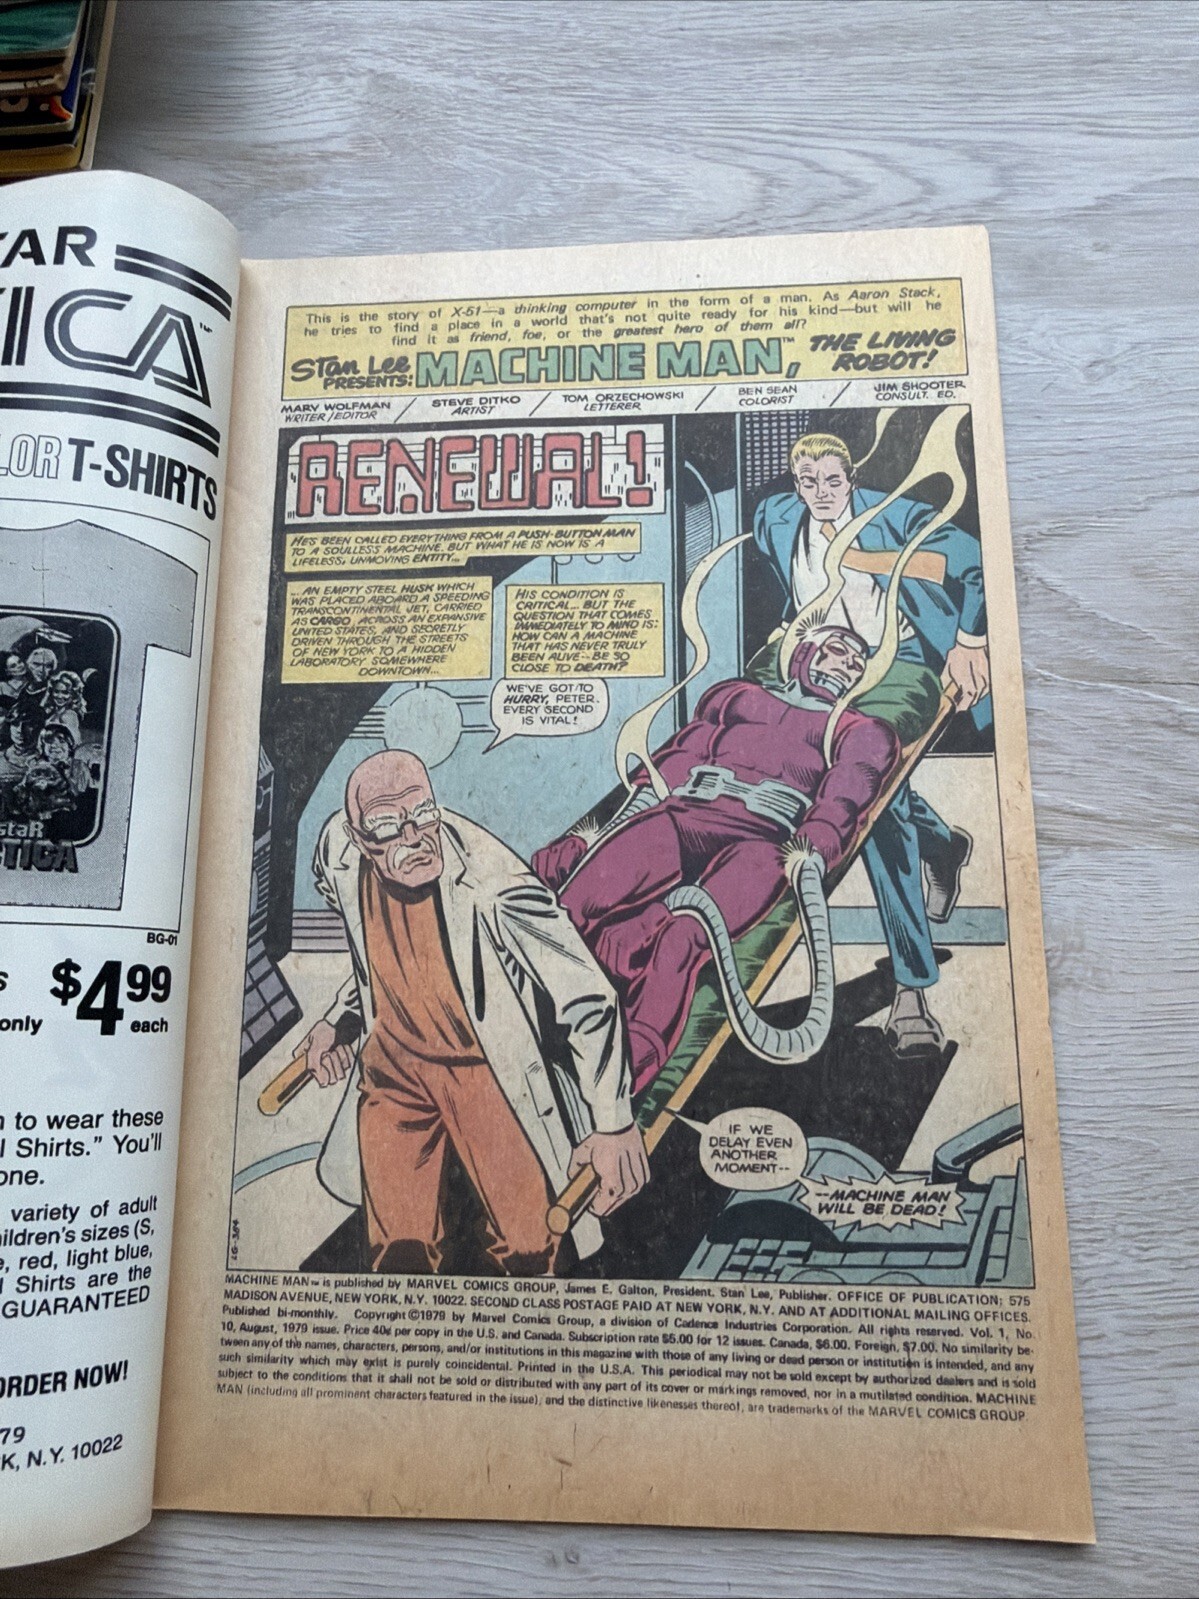 TAR
ICA™
LOR T-SHIRTS
staR
CTICA
BG-01
$4.99
only
each
to wear these
Shirts." You'll
one.
variety of adult
children's sizes (S,
red, light blue,
Shirts are the
GUARANTEED
ORDER NOW!
79
K, N.Y. 10022
This is the story of X-51—a thinking computer in the form of a man. As Aaron Stack,
he tries to find a place in a world that's not quite ready for his kind—but will he
find it as friend, foe, or the greatest hero of them all?
Stan Lee
PRESENTS:
MACHINE MAN,™
THE LIVING
ROBOT!
MARV WOLFMAN
WRITER/EDITOR
STEVE DITKO
ARTIST
TOM ORZECHOWSKI
LETTERER
BEN SEAN
COLORIST
JIM SHOOTER
CONSULT. ED.
RENEWAL!
HE'S BEEN CALLED EVERYTHING FROM A PUSH-BUTTON MAN
TO A SOULLESS MACHINE. BUT WHAT HE IS NOW IS A
LIFELESS, UNMOVING ENTITY...
...AN EMPTY STEEL HUSK WHICH
WAS PLACED ABOARD A SPEEDING
TRANSCONTINENTAL JET, CARRIED
AS CARGO, ACROSS AN EXPANSIVE
UNITED STATES, AND SECRETLY
DRIVEN THROUGH THE STREETS
OF NEW YORK TO A HIDDEN
LABORATORY SOMEWHERE
DOWNTOWN...
HIS CONDITION IS
CRITICAL... BUT THE
QUESTION THAT COMES
IMMEDIATELY TO MIND IS:
HOW CAN A MACHINE
THAT HAS NEVER TRULY
BEEN ALIVE--BE SO
CLOSE TO DEATH?
WE'VE GOT TO
HURRY, PETER.
EVERY SECOND
IS VITAL!
IF WE
DELAY EVEN
ANOTHER
MOMENT--
--MACHINE MAN
WILL BE DEAD!
LG-384
MACHINE MAN™ is published by MARVEL COMICS GROUP, James E. Galton, President. Stan Lee, Publisher. OFFICE OF PUBLICATION: 575
MADISON AVENUE, NEW YORK, N.Y. 10022. SECOND CLASS POSTAGE PAID AT NEW YORK, N.Y. AND AT ADDITIONAL MAILING OFFICES.
Published bi-monthly. Copyright ©1979 by Marvel Comics Group, a division of Cadence Industries Corporation. All rights reserved. Vol. 1, No.
10, August, 1979 issue. Price 40¢ per copy in the U.S. and Canada. Subscription rate $5.00 for 12 issues. Canada, $6.00. Foreign, $7.00. No similarity be-
tween any of the names, characters, persons, and/or institutions in this magazine with those of any living or dead person or institution is intended, and any
such similarity which may exist is purely coincidental. Printed in the U.S.A. This periodical may not be sold except by authorized dealers and is sold
subject to the conditions that it shall not be sold or distributed with any part of its cover or markings removed, nor in a mutilated condition. MACHINE
MAN (including all prominent characters featured in the issue), and the distinctive likenesses thereof, are trademarks of the MARVEL COMICS GROUP.